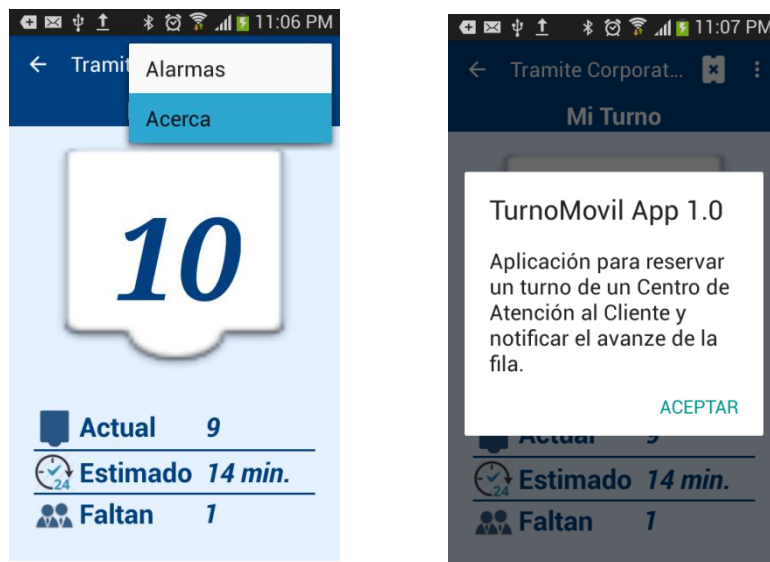 11:06 PM
Tramit
Alarmas
Acerca
10
Actual 9
24
Estimado 14 min.
Faltan 1
11:07 PM
Tramite Corporat...
Mi Turno
TurnoMovil App 1.0
Aplicación para reservar
un turno de un Centro de
Atención al Cliente y
notificar el avanze de la
fila.
ACEPTAR
Actual 9
24
Estimado 14 min.
Faltan 1